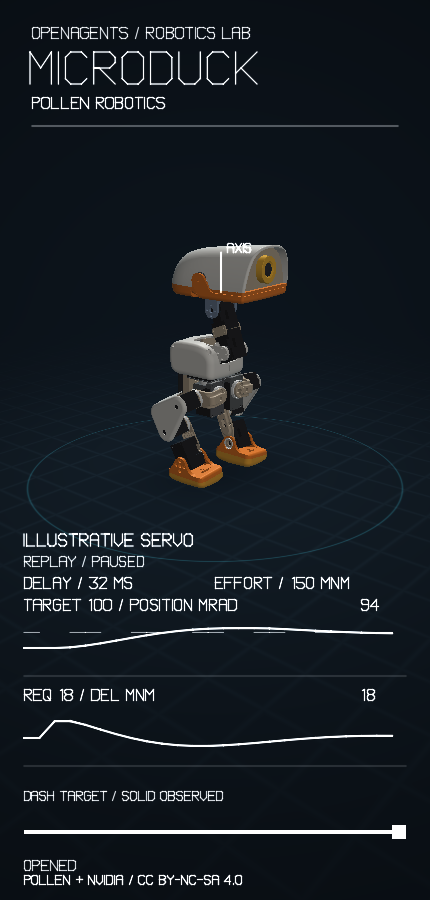 OPENAGENTS / ROBOTICS LAB
MICRODUCK
POLLEN ROBOTICS
AXIS
ILLUSTRATIVE SERVO
REPLAY / PAUSED
DELAY / 32 MS EFFORT / 150 MNM
TARGET 100 / POSITION MRAD 94
REQ 18 / DEL MNM 18
DASH TARGET / SOLID OBSERVED
OPENED
POLLEN + NVIDIA / CC BY-NC-SA 4.0